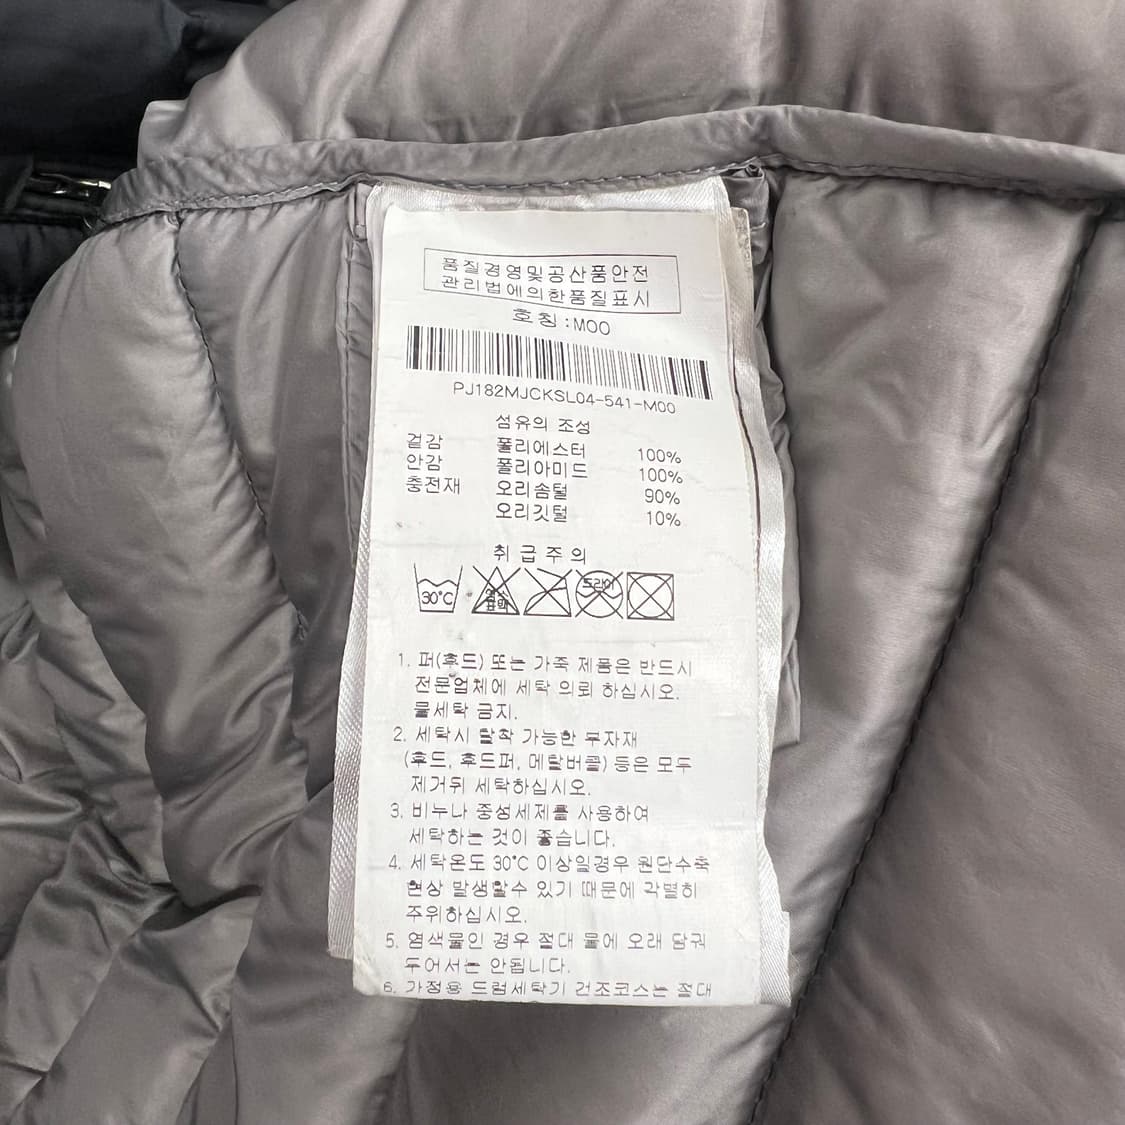 품질경영및공산품안전
관리법에의한품질표시
호칭 : M00
PJ182MJCKSL04-541-M00
섬유의 조성
겉감 폴리에스터 100%
안감 폴리아미드 100%
충전재 오리솜털 90%
오리깃털 10%
취급주의
30°C 염소 표백 드라이
1. 퍼(후드) 또는 가죽 제품은 반드시
전문업체에 세탁 의뢰 하십시오.
물세탁 금지.
2. 세탁시 탈착 가능한 부자재
(후드, 후드퍼, 메탈버클) 등은 모두
제거뒤 세탁하십시오.
3. 비누나 중성세제를 사용하여
세탁하는 것이 좋습니다.
4. 세탁온도 30°C 이상일경우 원단수축
현상 발생할수 있기 때문에 각별히
주위하십시오.
5. 염색물인 경우 절대 물에 오래 담궈
두어서는 안됩니다.
6. 가정용 드럼세탁기 건조코스는 절대